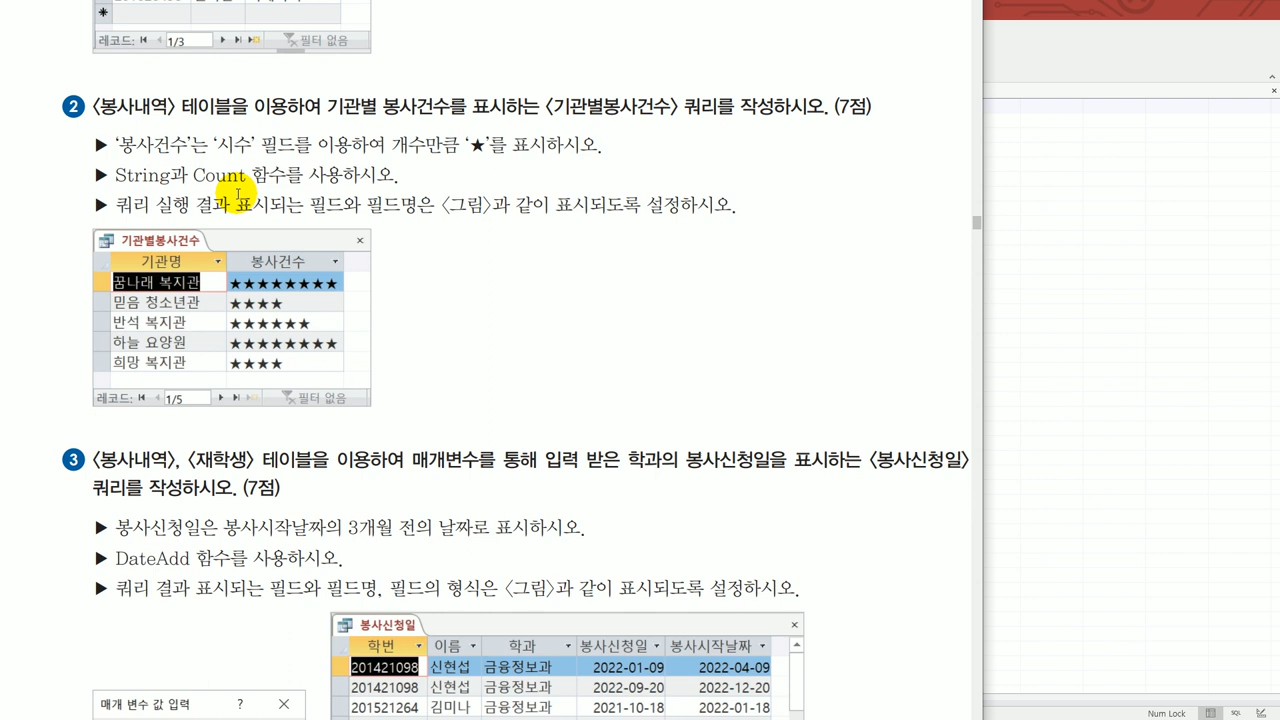 레코드: 1/3 필터 없음
2 〈봉사내역〉 테이블을 이용하여 기관별 봉사건수를 표시하는 〈기관별봉사건수〉 쿼리를 작성하시오. (7점)
▶ ‘봉사건수’는 ‘시수’ 필드를 이용하여 개수만큼 ‘★’를 표시하시오.
▶ String과 Count 함수를 사용하시오.
▶ 쿼리 실행 결과 표시되는 필드와 필드명은 〈그림〉과 같이 표시되도록 설정하시오.
기관별봉사건수
기관명 봉사건수
꿈나래 복지관 ★★★★★★★★
믿음 청소년관 ★★★★
반석 복지관 ★★★★★★
하늘 요양원 ★★★★★★★★
희망 복지관 ★★★★
레코드: 1/5 필터 없음
3 〈봉사내역〉, 〈재학생〉 테이블을 이용하여 매개변수를 통해 입력 받은 학과의 봉사신청일을 표시하는 〈봉사신청일〉
쿼리를 작성하시오. (7점)
▶ 봉사신청일은 봉사시작날짜의 3개월 전의 날짜로 표시하시오.
▶ DateAdd 함수를 사용하시오.
▶ 쿼리 결과 표시되는 필드와 필드명, 필드의 형식은 〈그림〉과 같이 표시되도록 설정하시오.
봉사신청일
학번 이름 학과 봉사신청일 봉사시작날짜
201421098 신현섭 금융정보과 2022-01-09 2022-04-09
201421098 신현섭 금융정보과 2022-09-20 2022-12-20
201521264 김미나 금융정보과 2021-10-18 2022-01-18
매개 변수 값 입력 ?
Num Lock
SQL